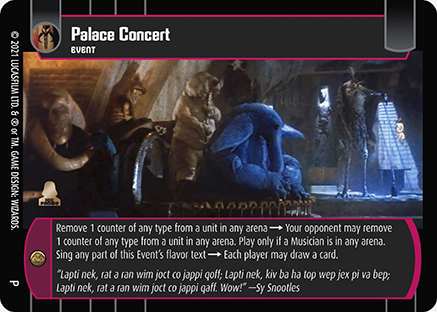 Palace Concert
EVENT
© 2021 LUCASFILM LTD. & ® or TM. GAME DESIGN: WIZARDS.
P
Remove 1 counter of any type from a unit in any arena → Your opponent may remove
1 counter of any type from a unit in any arena. Play only if a Musician is in any arena.
Sing any part of this Event's flavor text → Each player may draw a card.
"Lapti nek, rat a ran wim joct co jappi qoff; Lapti nek, kiv ba ha top wep jex pi va bep;
Lapti nek, rat a ran wim joct co jappi qaff. Wow!" —Sy Snootles